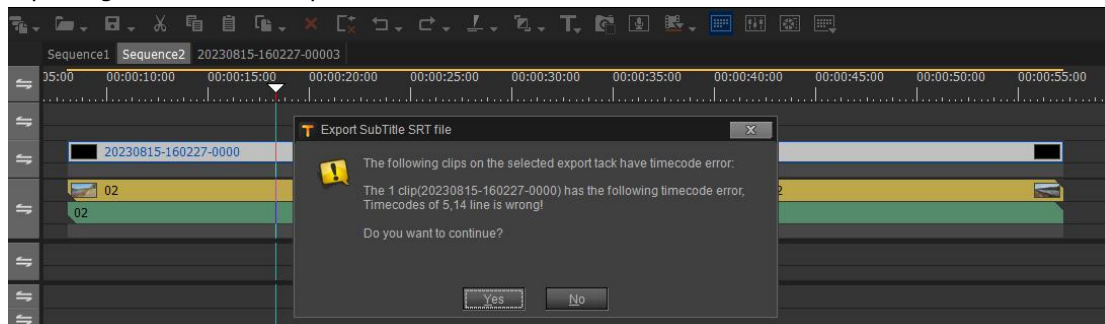 Sequence1 Sequence2 20230815-160227-00003
35:00 00:00:10:00 00:00:15:00 00:00:20:00 00:00:25:00 00:00:30:00 00:00:35:00 00:00:40:00 00:00:45:00 00:00:50:00 00:00:55:00
T Export SubTitle SRT file
20230815-160227-0000
The following clips on the selected export tack have timecode error:
02
The 1 clip(20230815-160227-0000) has the following timecode error,
Timecodes of 5,14 line is wrong!
02
Do you want to continue?
Yes No